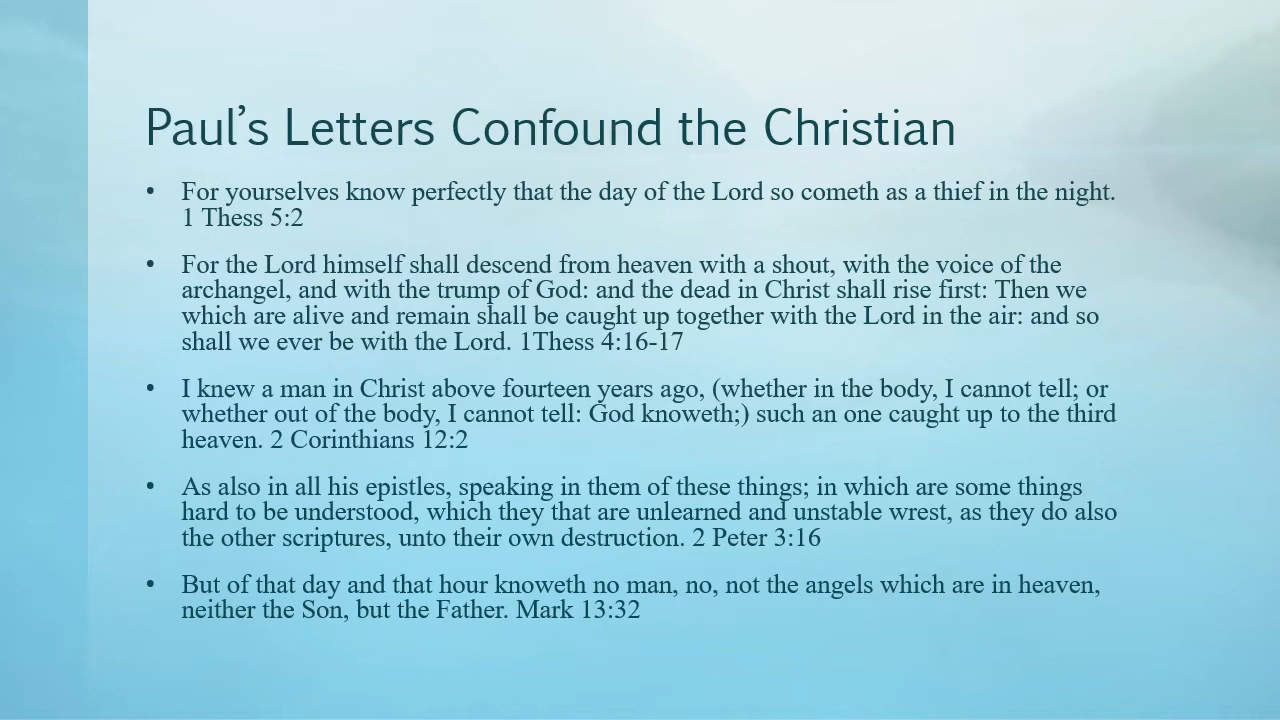 Paul’s Letters Confound the Christian
• For yourselves know perfectly that the day of the Lord so cometh as a thief in the night.
1 Thess 5:2
• For the Lord himself shall descend from heaven with a shout, with the voice of the
archangel, and with the trump of God: and the dead in Christ shall rise first: Then we
which are alive and remain shall be caught up together with the Lord in the air: and so
shall we ever be with the Lord. 1Thess 4:16-17
• I knew a man in Christ above fourteen years ago, (whether in the body, I cannot tell; or
whether out of the body, I cannot tell: God knoweth;) such an one caught up to the third
heaven. 2 Corinthians 12:2
• As also in all his epistles, speaking in them of these things; in which are some things
hard to be understood, which they that are unlearned and unstable wrest, as they do also
the other scriptures, unto their own destruction. 2 Peter 3:16
• But of that day and that hour knoweth no man, no, not the angels which are in heaven,
neither the Son, but the Father. Mark 13:32